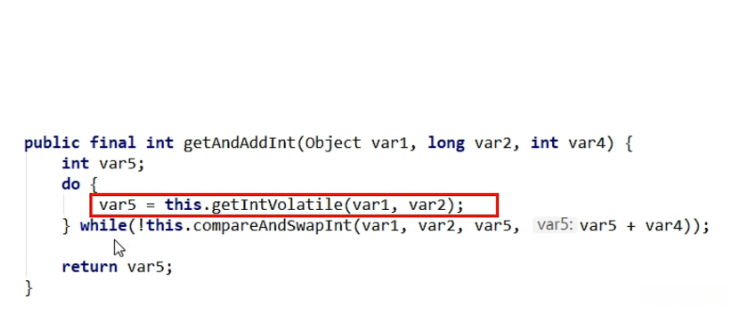 public final int getAndAddInt(Object var1, long var2, int var4) {
int var5;
do {
var5 = this.getIntVolatile(var1, var2);
} while(!this.compareAndSwapInt(var1, var2, var5, var5: var5 + var4));
return var5;
}